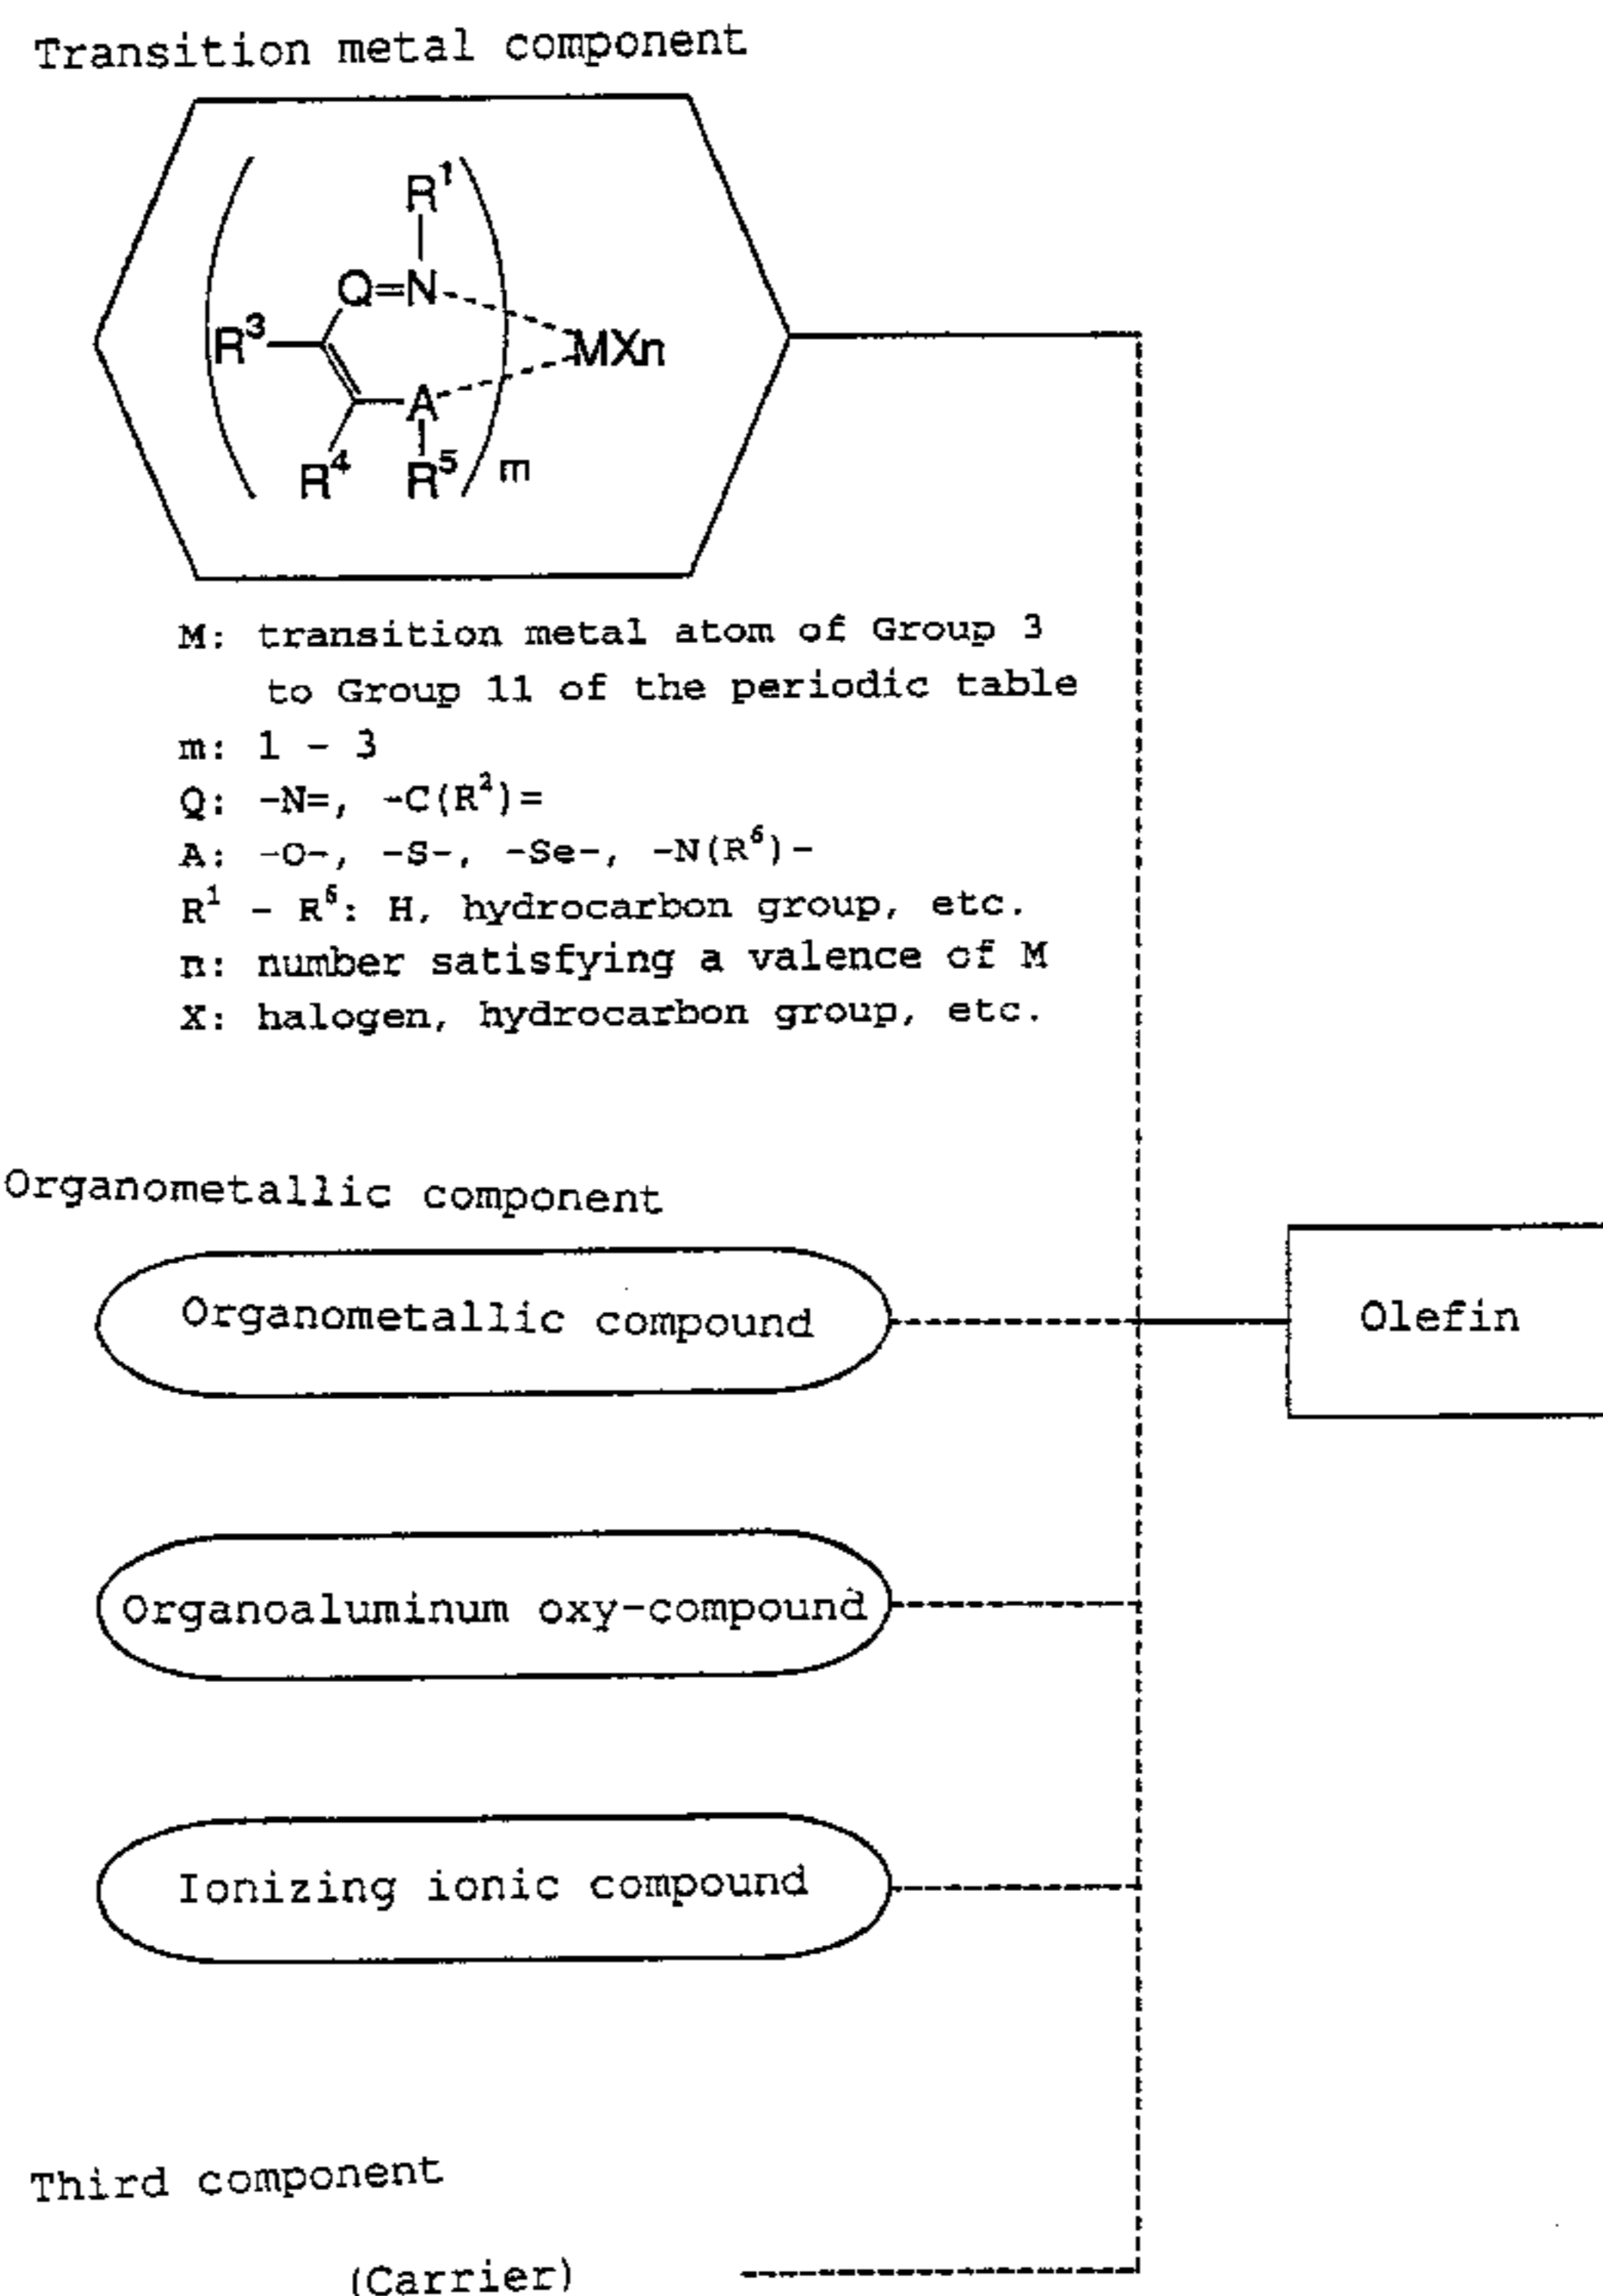 Transition metal component
R¹
Q=N
R³
MXn
A
R⁴ R⁵ m
M: transition metal atom of Group 3
to Group 11 of the periodic table
m: 1 - 3
Q: -N=, -C(R²)=
A: -O-, -S-, -Se-, -N(R⁶)-
R¹ - R⁶: H, hydrocarbon group, etc.
n: number satisfying a valence of M
X: halogen, hydrocarbon group, etc.
Organometallic component
Organometallic compound
Olefin
Organoaluminum oxy-compound
Ionizing ionic compound
Third component
(Carrier)